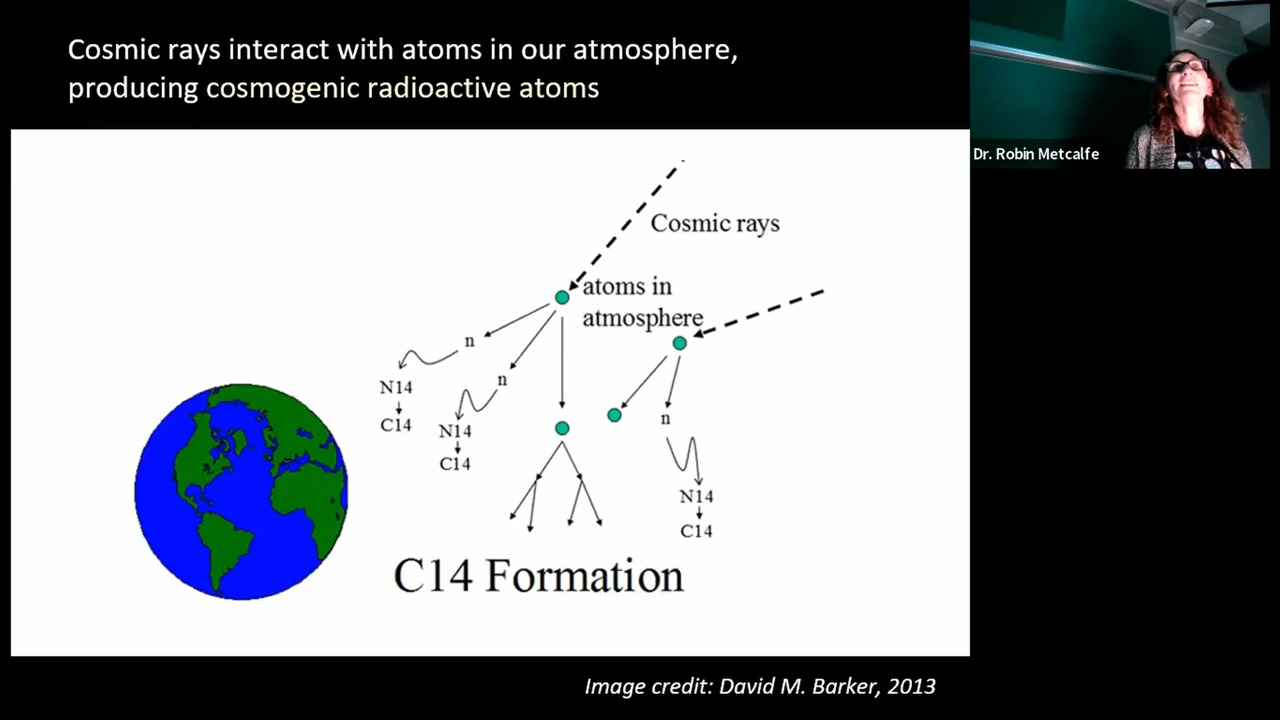 Cosmic rays interact with atoms in our atmosphere,
producing cosmogenic radioactive atoms
Dr. Robin Metcalfe
Cosmic rays
atoms in
atmosphere
n
N14
C14
n
N14
C14
n
N14
C14
C14 Formation
Image credit: David M. Barker, 2013